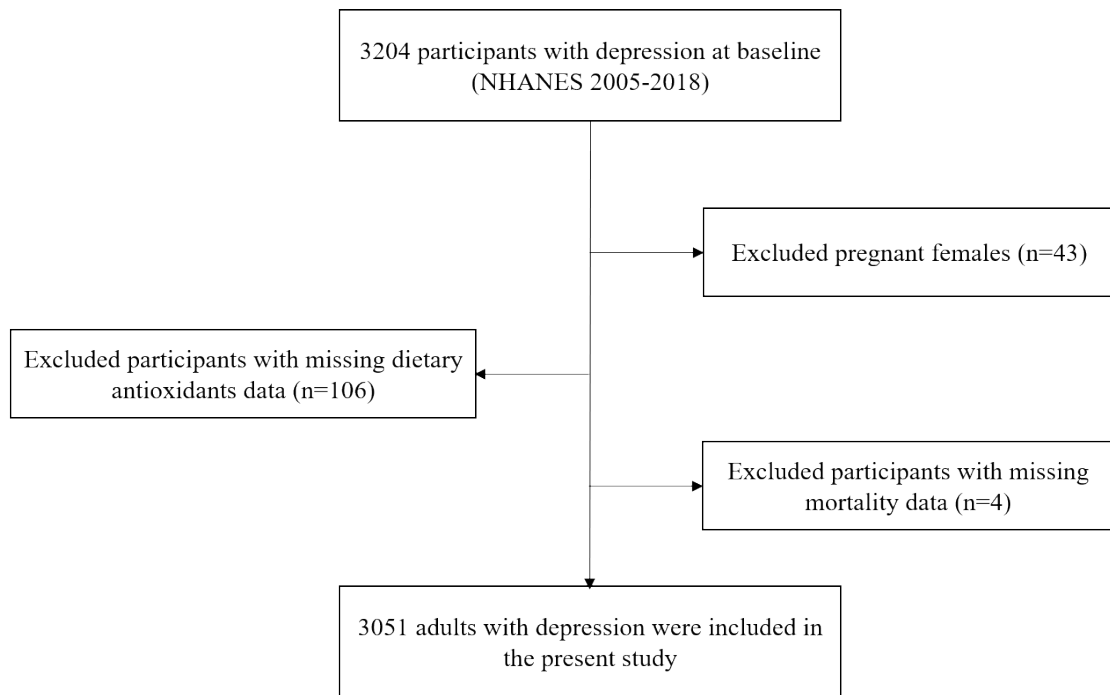 3204 participants with depression at baseline
(NHANES 2005-2018)
Excluded pregnant females (n=43)
Excluded participants with missing dietary
antioxidants data (n=106)
Excluded participants with missing
mortality data (n=4)
3051 adults with depression were included in
the present study